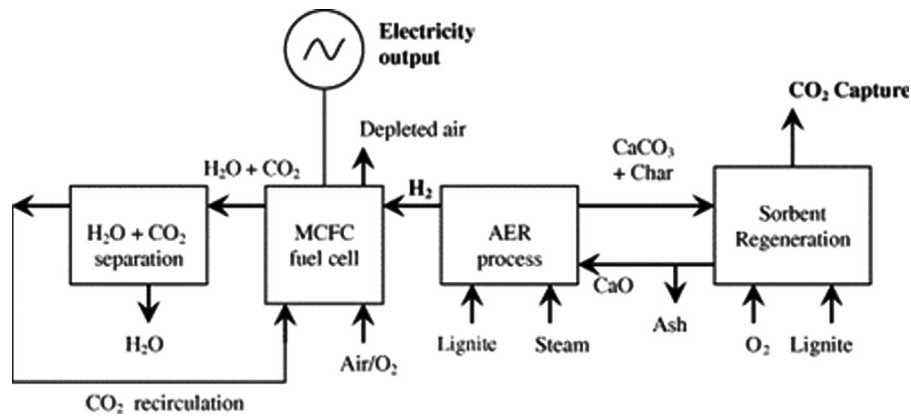 Electricity
output
CO₂ Capture
Depleted air
H₂O + CO₂
H₂
CaCO₃
+ Char
H₂O + CO₂
separation
MCFC
fuel cell
AER
process
Sorbent
Regeneration
CaO
Ash
H₂O
Air/O₂
Lignite
Steam
O₂
Lignite
CO₂ recirculation